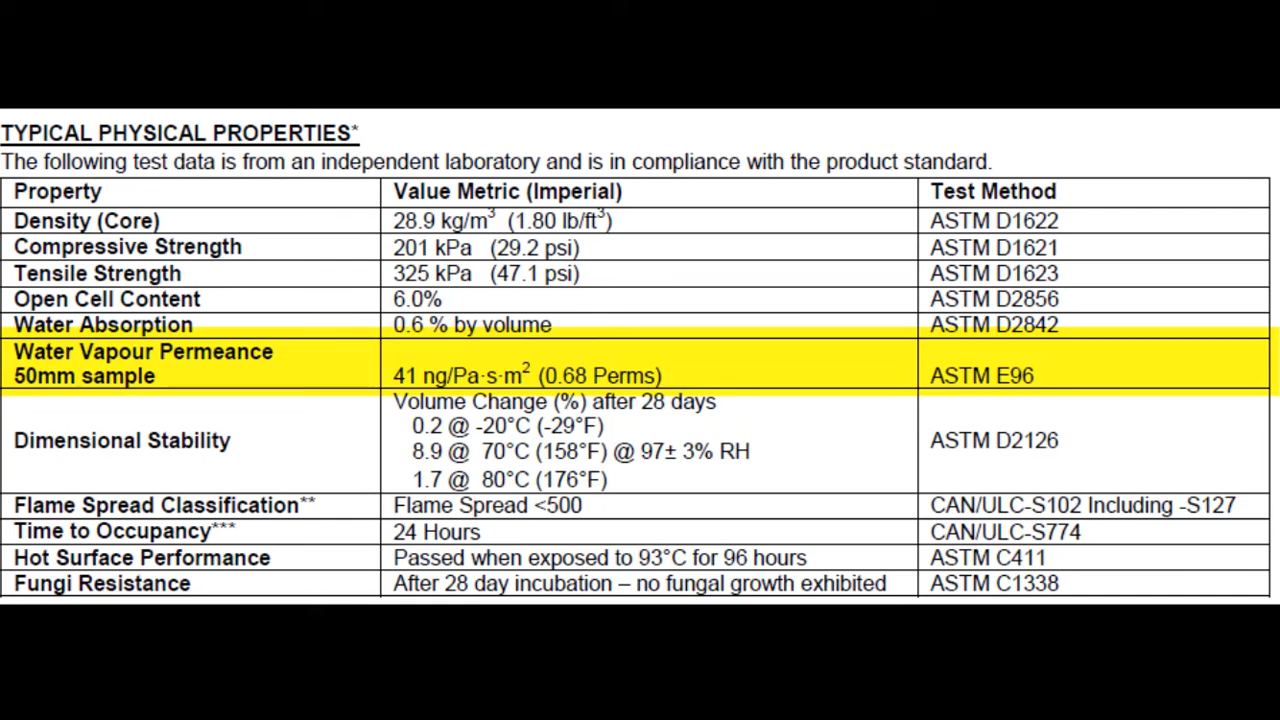 TYPICAL PHYSICAL PROPERTIES*
The following test data is from an independent laboratory and is in compliance with the product standard.
Property Value Metric (Imperial) Test Method
Density (Core) 28.9 kg/m³ (1.80 lb/ft³) ASTM D1622
Compressive Strength 201 kPa (29.2 psi) ASTM D1621
Tensile Strength 325 kPa (47.1 psi) ASTM D1623
Open Cell Content 6.0% ASTM D2856
Water Absorption 0.6 % by volume ASTM D2842
Water Vapour Permeance
50mm sample 41 ng/Pa·s·m² (0.68 Perms) ASTM E96
Volume Change (%) after 28 days
0.2 @ -20°C (-29°F)
Dimensional Stability 8.9 @ 70°C (158°F) @ 97± 3% RH ASTM D2126
1.7 @ 80°C (176°F)
Flame Spread Classification** Flame Spread <500 CAN/ULC-S102 Including -S127
Time to Occupancy*** 24 Hours CAN/ULC-S774
Hot Surface Performance Passed when exposed to 93°C for 96 hours ASTM C411
Fungi Resistance After 28 day incubation – no fungal growth exhibited ASTM C1338